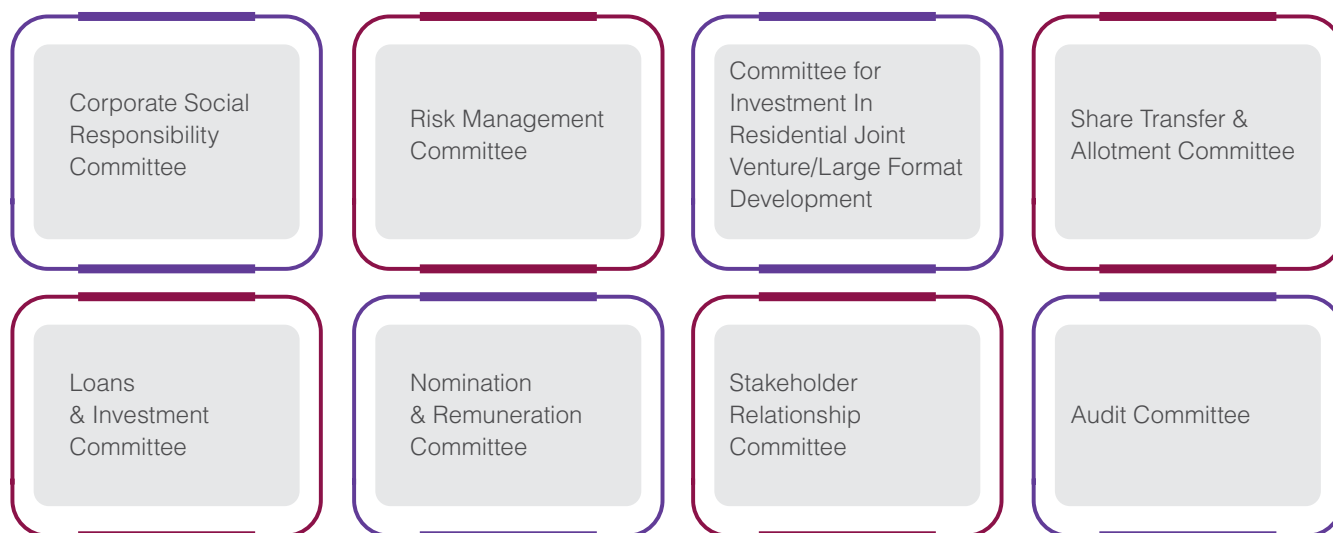 Corporate Social
Responsibility
Committee
Risk Management
Committee
Committee for
Investment In
Residential Joint
Venture/Large Format
Development
Share Transfer &
Allotment Committee
Loans
& Investment
Committee
Nomination
& Remuneration
Committee
Stakeholder
Relationship
Committee
Audit Committee